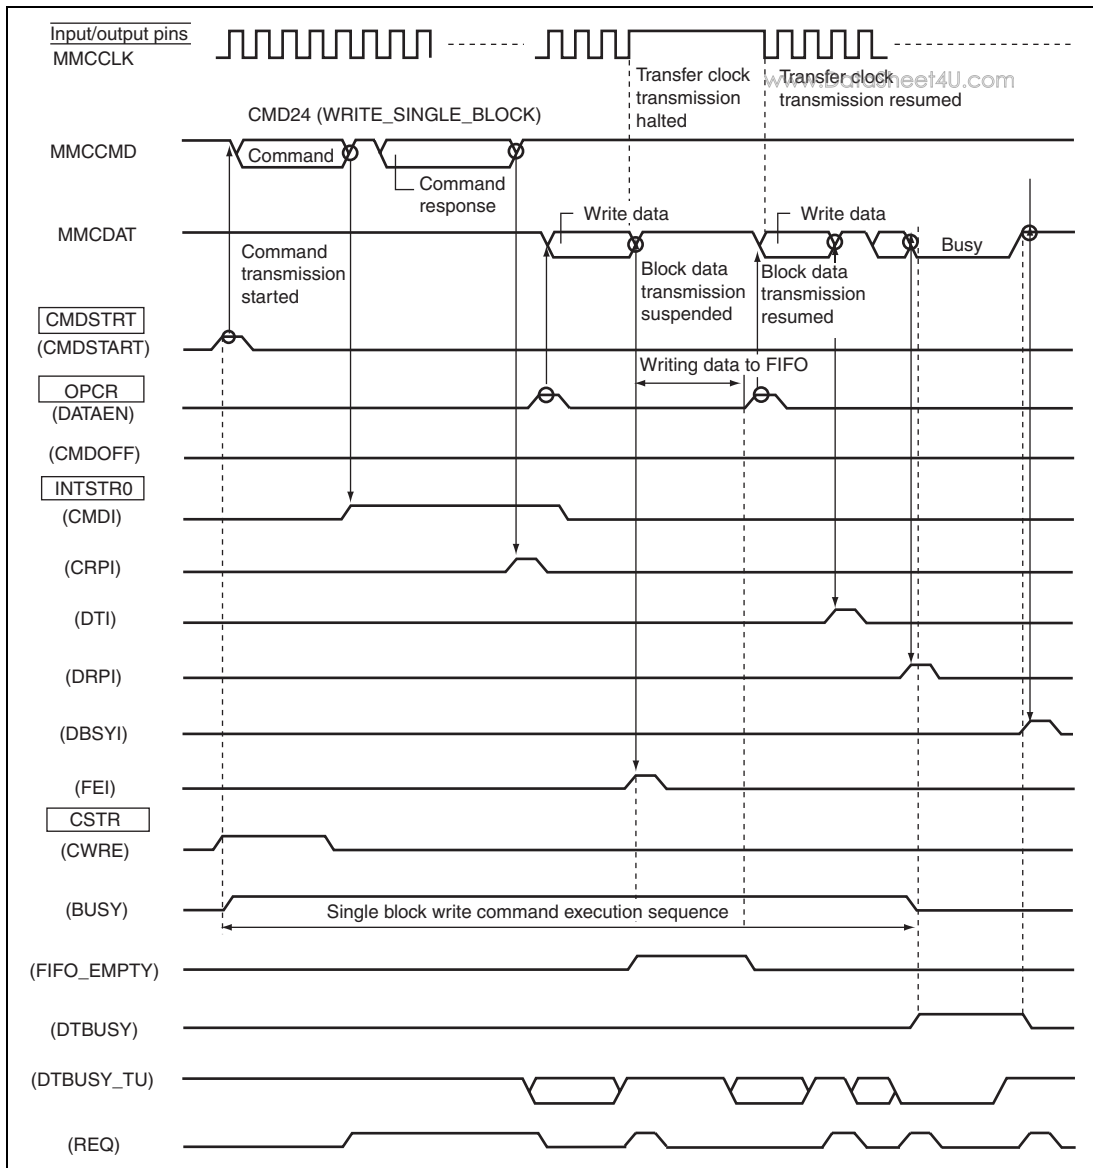 Input/output pins
MMCCLK
Transfer clock
transmission
halted
Transfer clock
transmission resumed
www.DataSheet4U.com
CMD24 (WRITE_SINGLE_BLOCK)
MMCCMD
Command
Command
response
MMCDAT
Write data
Write data
Busy
Command
transmission
started
Block data
transmission
suspended
Block data
transmission
resumed
CMDSTRT
(CMDSTART)
Writing data to FIFO
OPCR
(DATAEN)
(CMDOFF)
INTSTR0
(CMDI)
(CRPI)
(DTI)
(DRPI)
(DBSYI)
(FEI)
CSTR
(CWRE)
(BUSY)
Single block write command execution sequence
(FIFO_EMPTY)
(DTBUSY)
(DTBUSY_TU)
(REQ)